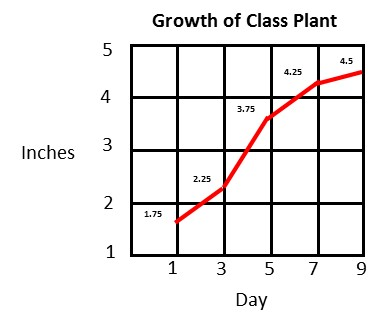 Growth of Class Plant
5
4.5
4.25
4
3.75
3
Inches
2.25
2
1.75
1
1 3 5 7 9
Day